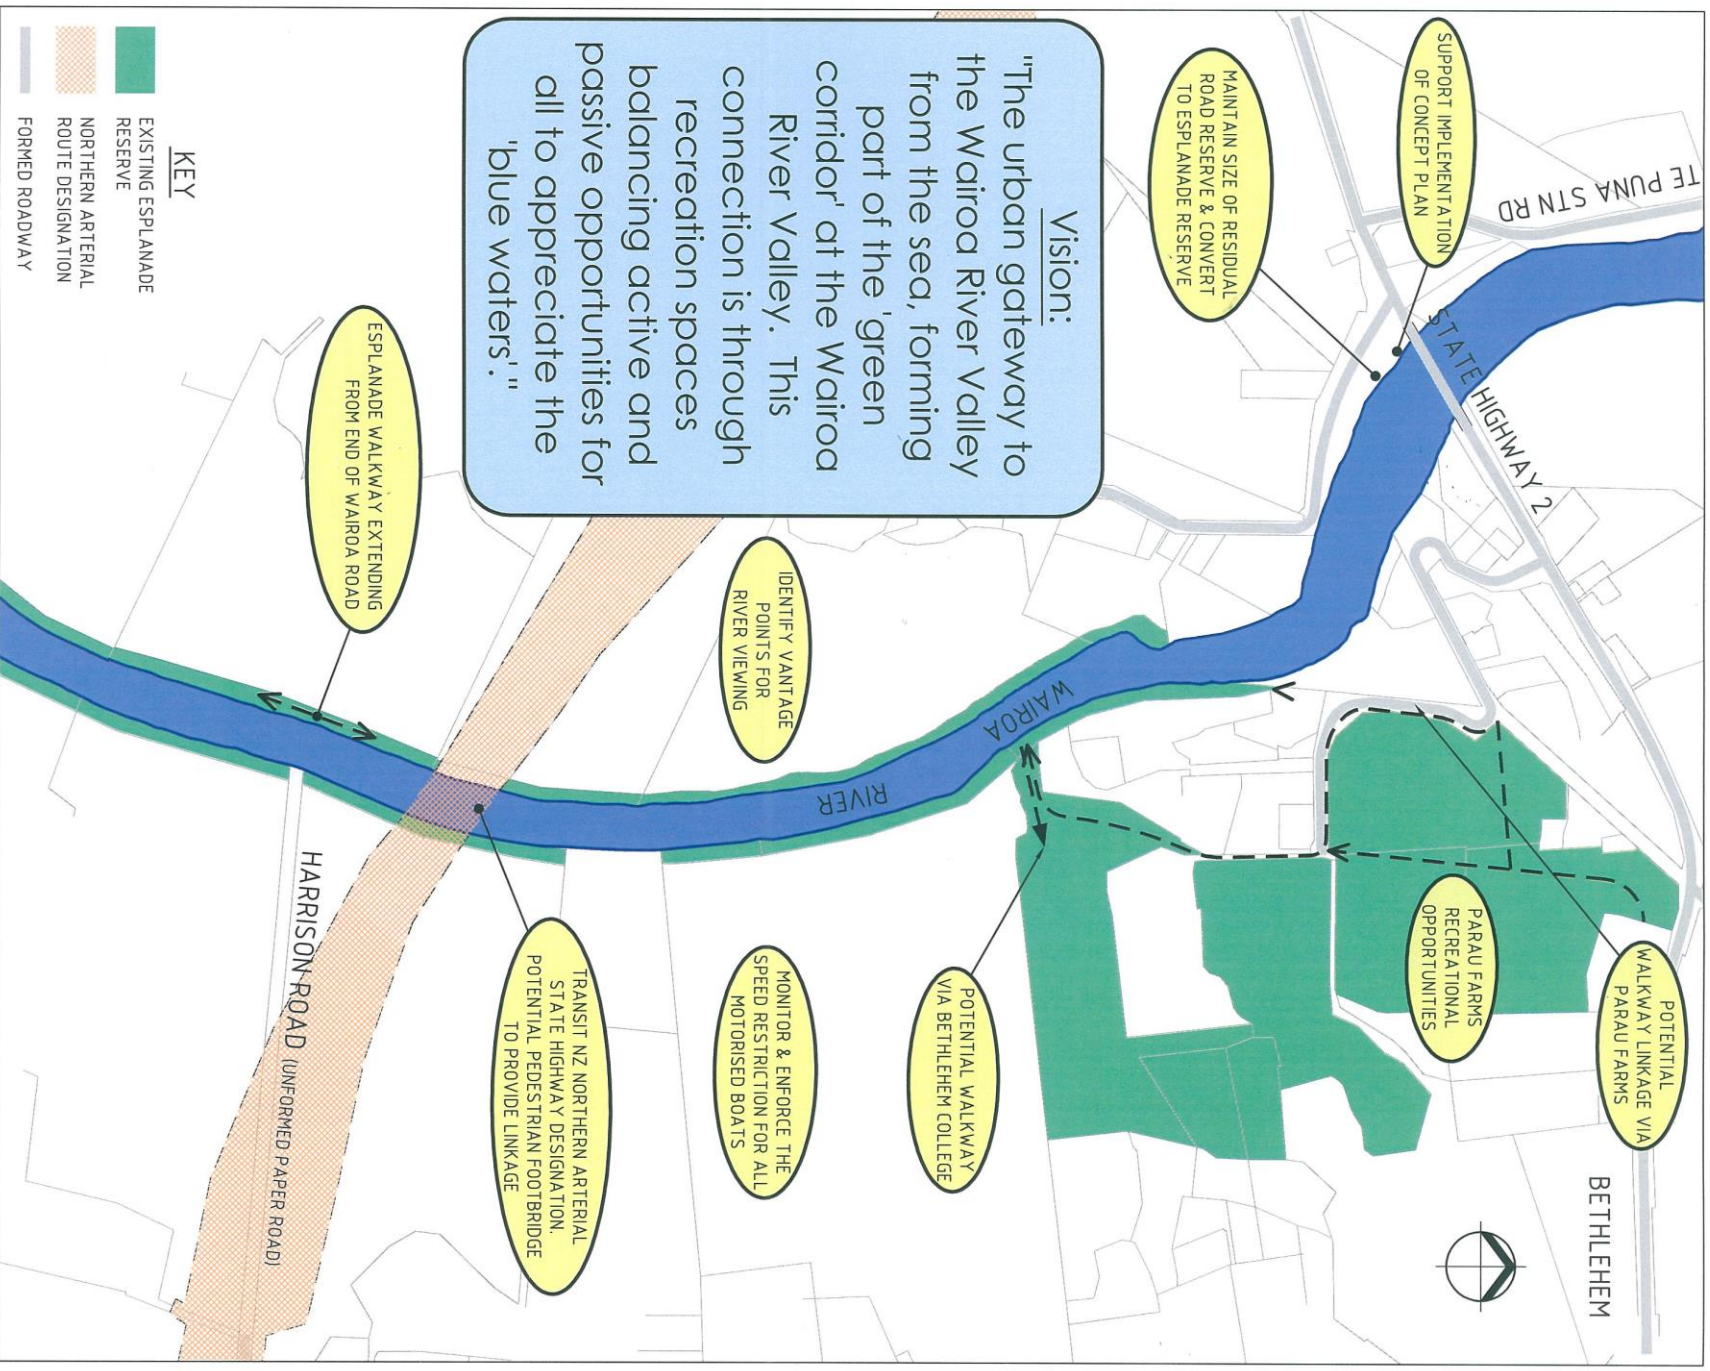 Vision:
"The urban gateway to
the Wairoa River Valley
from the sea, forming
part of the 'green
corridor' at the Wairoa
River Valley. This
connection is through
recreation spaces
balancing active and
passive opportunities for
all to appreciate the
'blue waters'."
SUPPORT IMPLEMENTATION
OF CONCEPT PLAN
MAINTAIN SIZE OF RESIDUAL
ROAD RESERVE & CONVERT
TO ESPLANADE RESERVE
TE PUNA STN RD
STATE HIGHWAY 2
BETHLEHEM
POTENTIAL
WALKWAY LINKAGE VIA
PARAU FARMS
PARAU FARMS
RECREATIONAL
OPPORTUNITIES
POTENTIAL WALKWAY
VIA BETHLEHEM COLLEGE
WAIROA
RIVER
IDENTIFY VANTAGE
POINTS FOR
RIVER VIEWING
MONITOR & ENFORCE THE
SPEED RESTRICTION FOR ALL
MOTORISED BOATS
TRANSIT NZ NORTHERN ARTERIAL
STATE HIGHWAY DESIGNATION.
POTENTIAL PEDESTRIAN FOOTBRIDGE
TO PROVIDE LINKAGE
ESPLANADE WALKWAY EXTENDING
FROM END OF WAIROA ROAD
HARRISON ROAD (UNFORMED PAPER ROAD)
KEY
EXISTING ESPLANADE
RESERVE
NORTHERN ARTERIAL
ROUTE DESIGNATION
FORMED ROADWAY